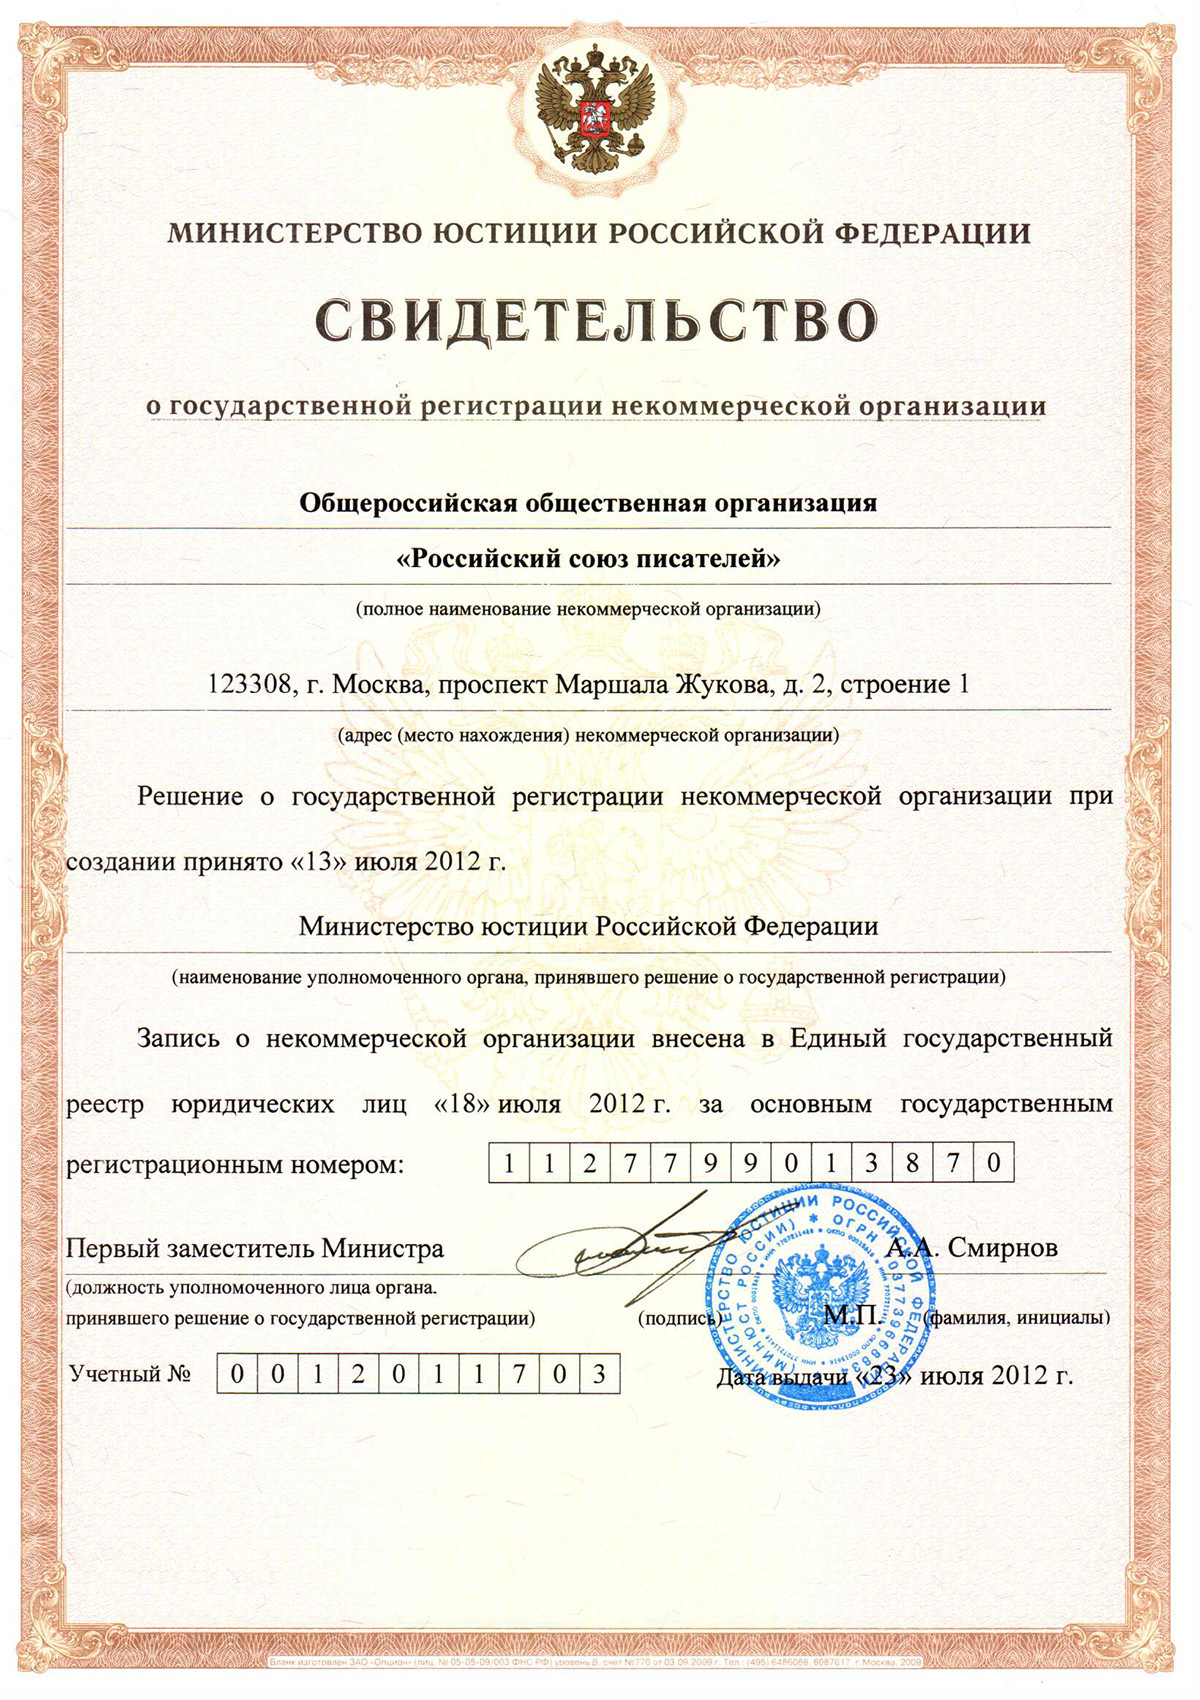 МИНИСТЕРСТВО ЮСТИЦИИ РОССИЙСКОЙ ФЕДЕРАЦИИ
СВИДЕТЕЛЬСТВО
о государственной регистрации некоммерческой организации
Общероссийская общественная организация
«Российский союз писателей»
(полное наименование некоммерческой организации)
123308, г. Москва, проспект Маршала Жукова, д. 2, строение 1
(адрес (место нахождения) некоммерческой организации)
Решение о государственной регистрации некоммерческой организации при
создании принято «13» июля 2012 г.
Министерство юстиции Российской Федерации
(наименование уполномоченного органа, принявшего решение о государственной регистрации)
Запись о некоммерческой организации внесена в Единый государственный
реестр юридических лиц «18» июля 2012 г. за основным государственным
регистрационным номером: 1 1 2 7 7 9 9 0 1 3 8 7 0
Первый заместитель Министра А.А. Смирнов
(должность уполномоченного лица органа.
принявшего решение о государственной регистрации) (подпись) М.П. (фамилия, инициалы)
Учетный № 0 0 1 2 0 1 1 7 0 3 Дата выдачи «23» июля 2012 г.
МИНИСТЕРСТВО ЮСТИЦИИ РОССИЙСКОЙ ФЕДЕРАЦИИ
(МИНЮСТ РОССИИ) * ОГРН 1037739668834
Бланк изготовлен ЗАО «Опцион» (лиц. № 05-05-09/003 ФНС РФ) уровень В, счет №770 от 03.09.2009 г. Тел.: (495) 6486068, 6087617, г. Москва, 2009